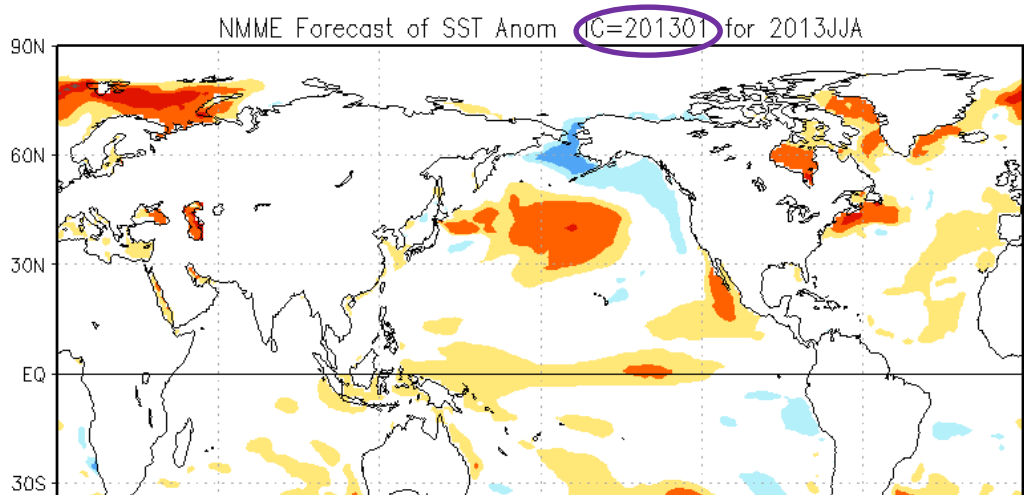 NMME Forecast of SST Anom IC=201301 for 2013JJA
90N
60N
30N
EQ
30S